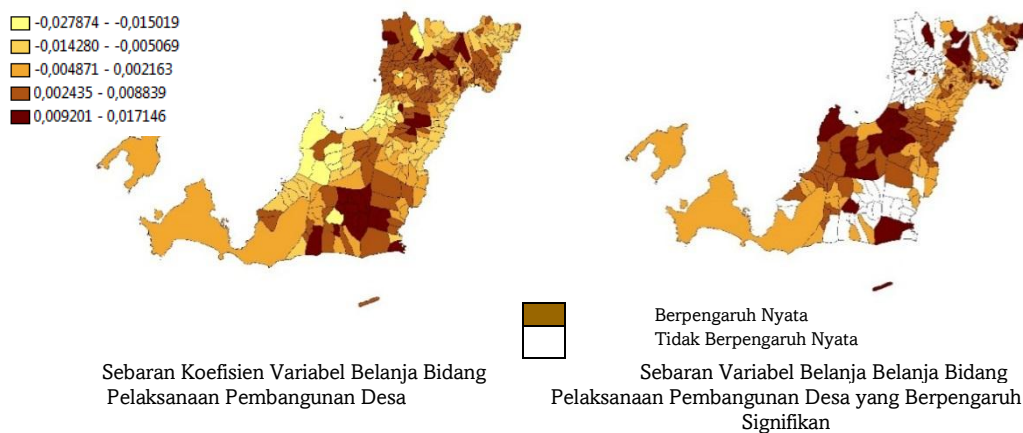 -0,027874 - -0,015019
-0,014280 - -0,005069
-0,004871 - 0,002163
0,002435 - 0,008839
0,009201 - 0,017146
Berpengaruh Nyata
Tidak Berpengaruh Nyata
Sebaran Koefisien Variabel Belanja Bidang
Pelaksanaan Pembangunan Desa
Sebaran Variabel Belanja Belanja Bidang
Pelaksanaan Pembangunan Desa yang Berpengaruh
Signifikan